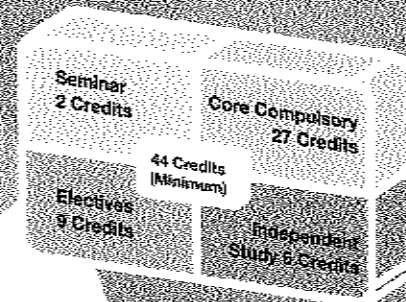 Seminar
2 Credits
Core Compulsory
27 Credits
44 Credits
(Minimum)
Electives
9 Credits
Independent
Study 6 Credits